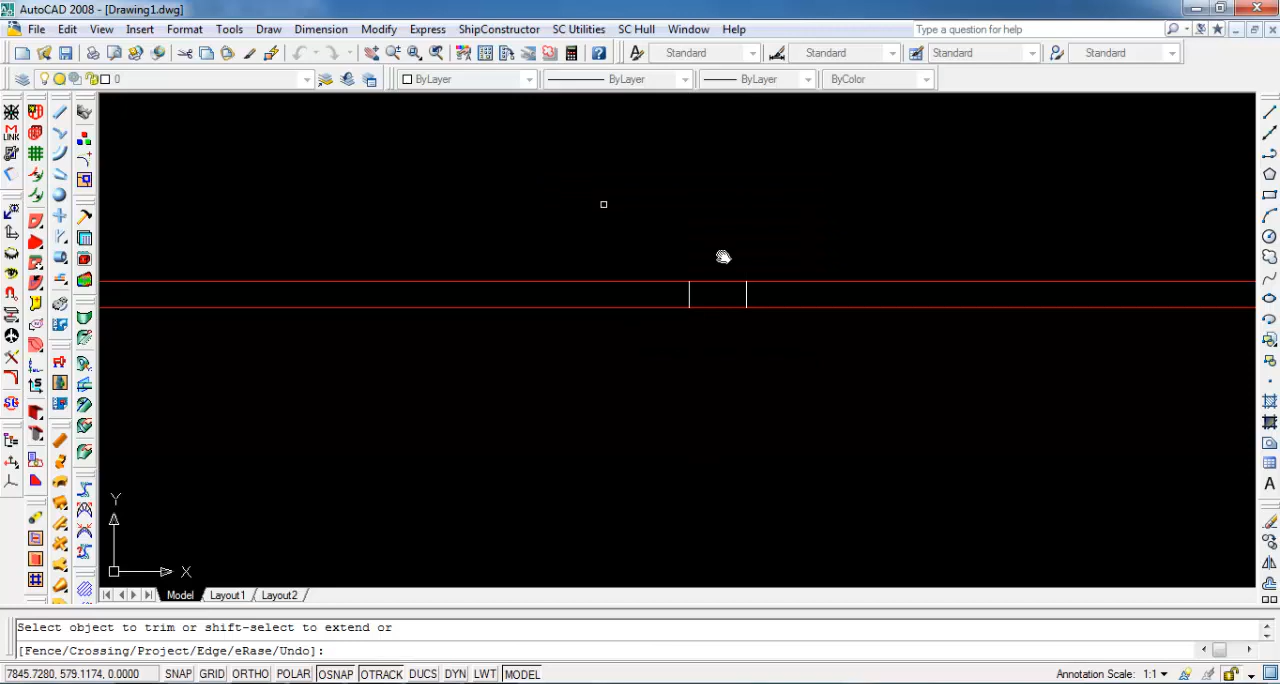 AutoCAD 2008 - [Drawing1.dwg]
File Edit View Insert Format Tools Draw Dimension Modify Express ShipConstructor SC Utilities SC Hull Window Help Type a question for help
Standard Standard Standard Standard
0 ByLayer ByLayer ByLayer ByColor
M
LINK
Y
X
Model Layout1 Layout2
Select object to trim or shift-select to extend or
[Fence/Crossing/Project/Edge/eRase/Undo]:
7845.7280, 579.1174, 0.0000 SNAP GRID ORTHO POLAR OSNAP OTRACK DUCS DYN LWT MODEL Annotation Scale: 1:1